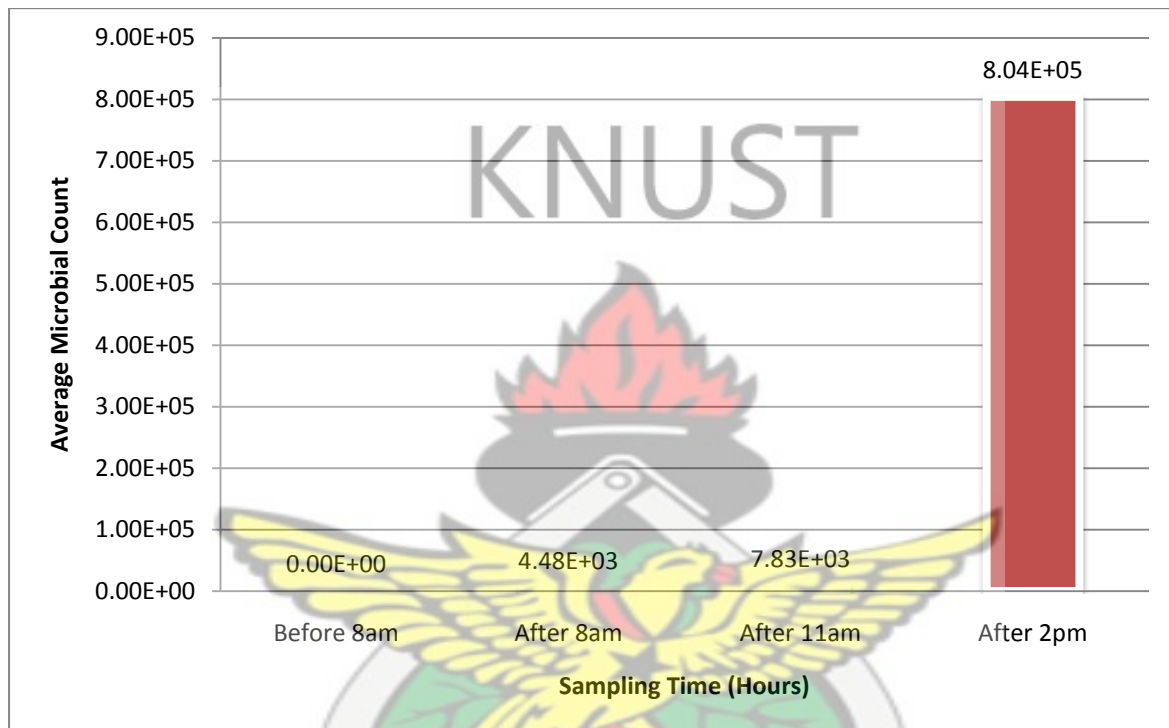 9.00E+05
8.00E+05
7.00E+05
6.00E+05
5.00E+05
4.00E+05
3.00E+05
2.00E+05
1.00E+05
0.00E+00
Average Microbial Count
KNUST
0.00E+00
4.48E+03
7.83E+03
8.04E+05
Before 8am
After 8am
After 11am
After 2pm
Sampling Time (Hours)